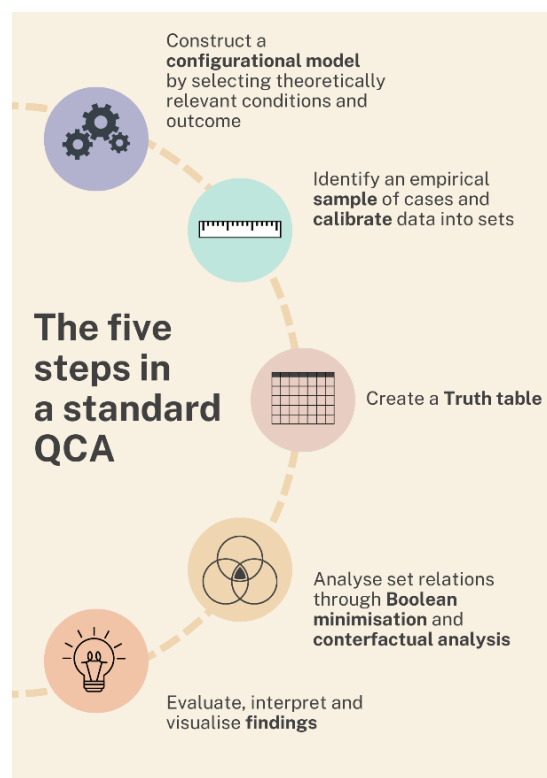 Construct a
configurational model
by selecting theoretically
relevant conditions and
outcome
Identify an empirical
sample of cases and
calibrate data into sets
The five
steps in
a standard
QCA
Create a Truth table
Analyse set relations
through Boolean
minimisation and
conterfactual analysis
Evaluate, interpret and
visualise findings